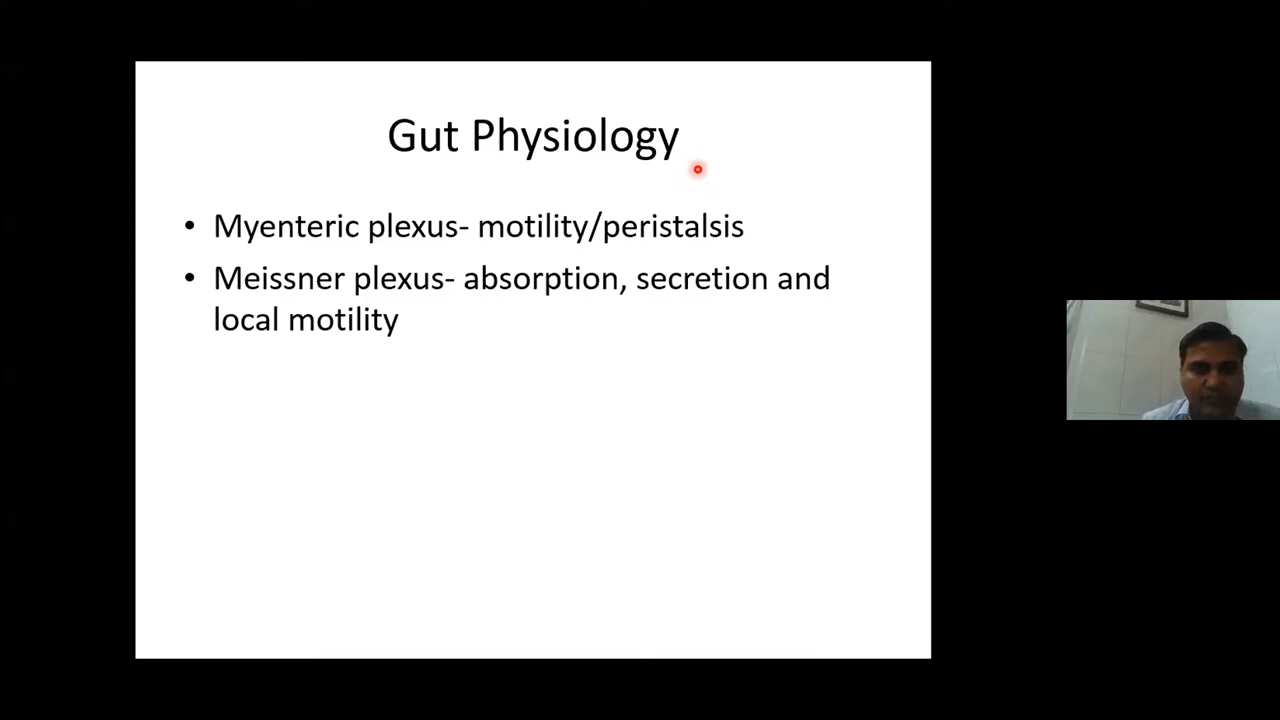 Gut Physiology
• Myenteric plexus- motility/peristalsis
• Meissner plexus- absorption, secretion and
local motility